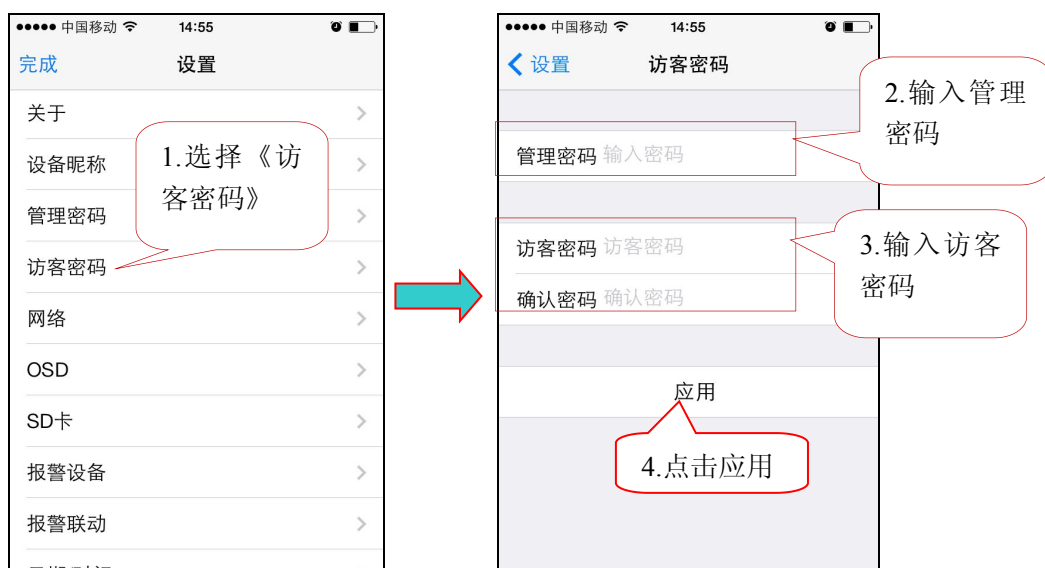 中国移动 14:55
完成 设置
关于
设备昵称
管理密码
访客密码
网络
OSD
SD卡
报警设备
报警联动
1.选择《访
客密码》
中国移动 14:55
设置 访客密码
管理密码 输入密码
访客密码 访客密码
确认密码 确认密码
应用
2.输入管理
密码
3.输入访客
密码
4.点击应用